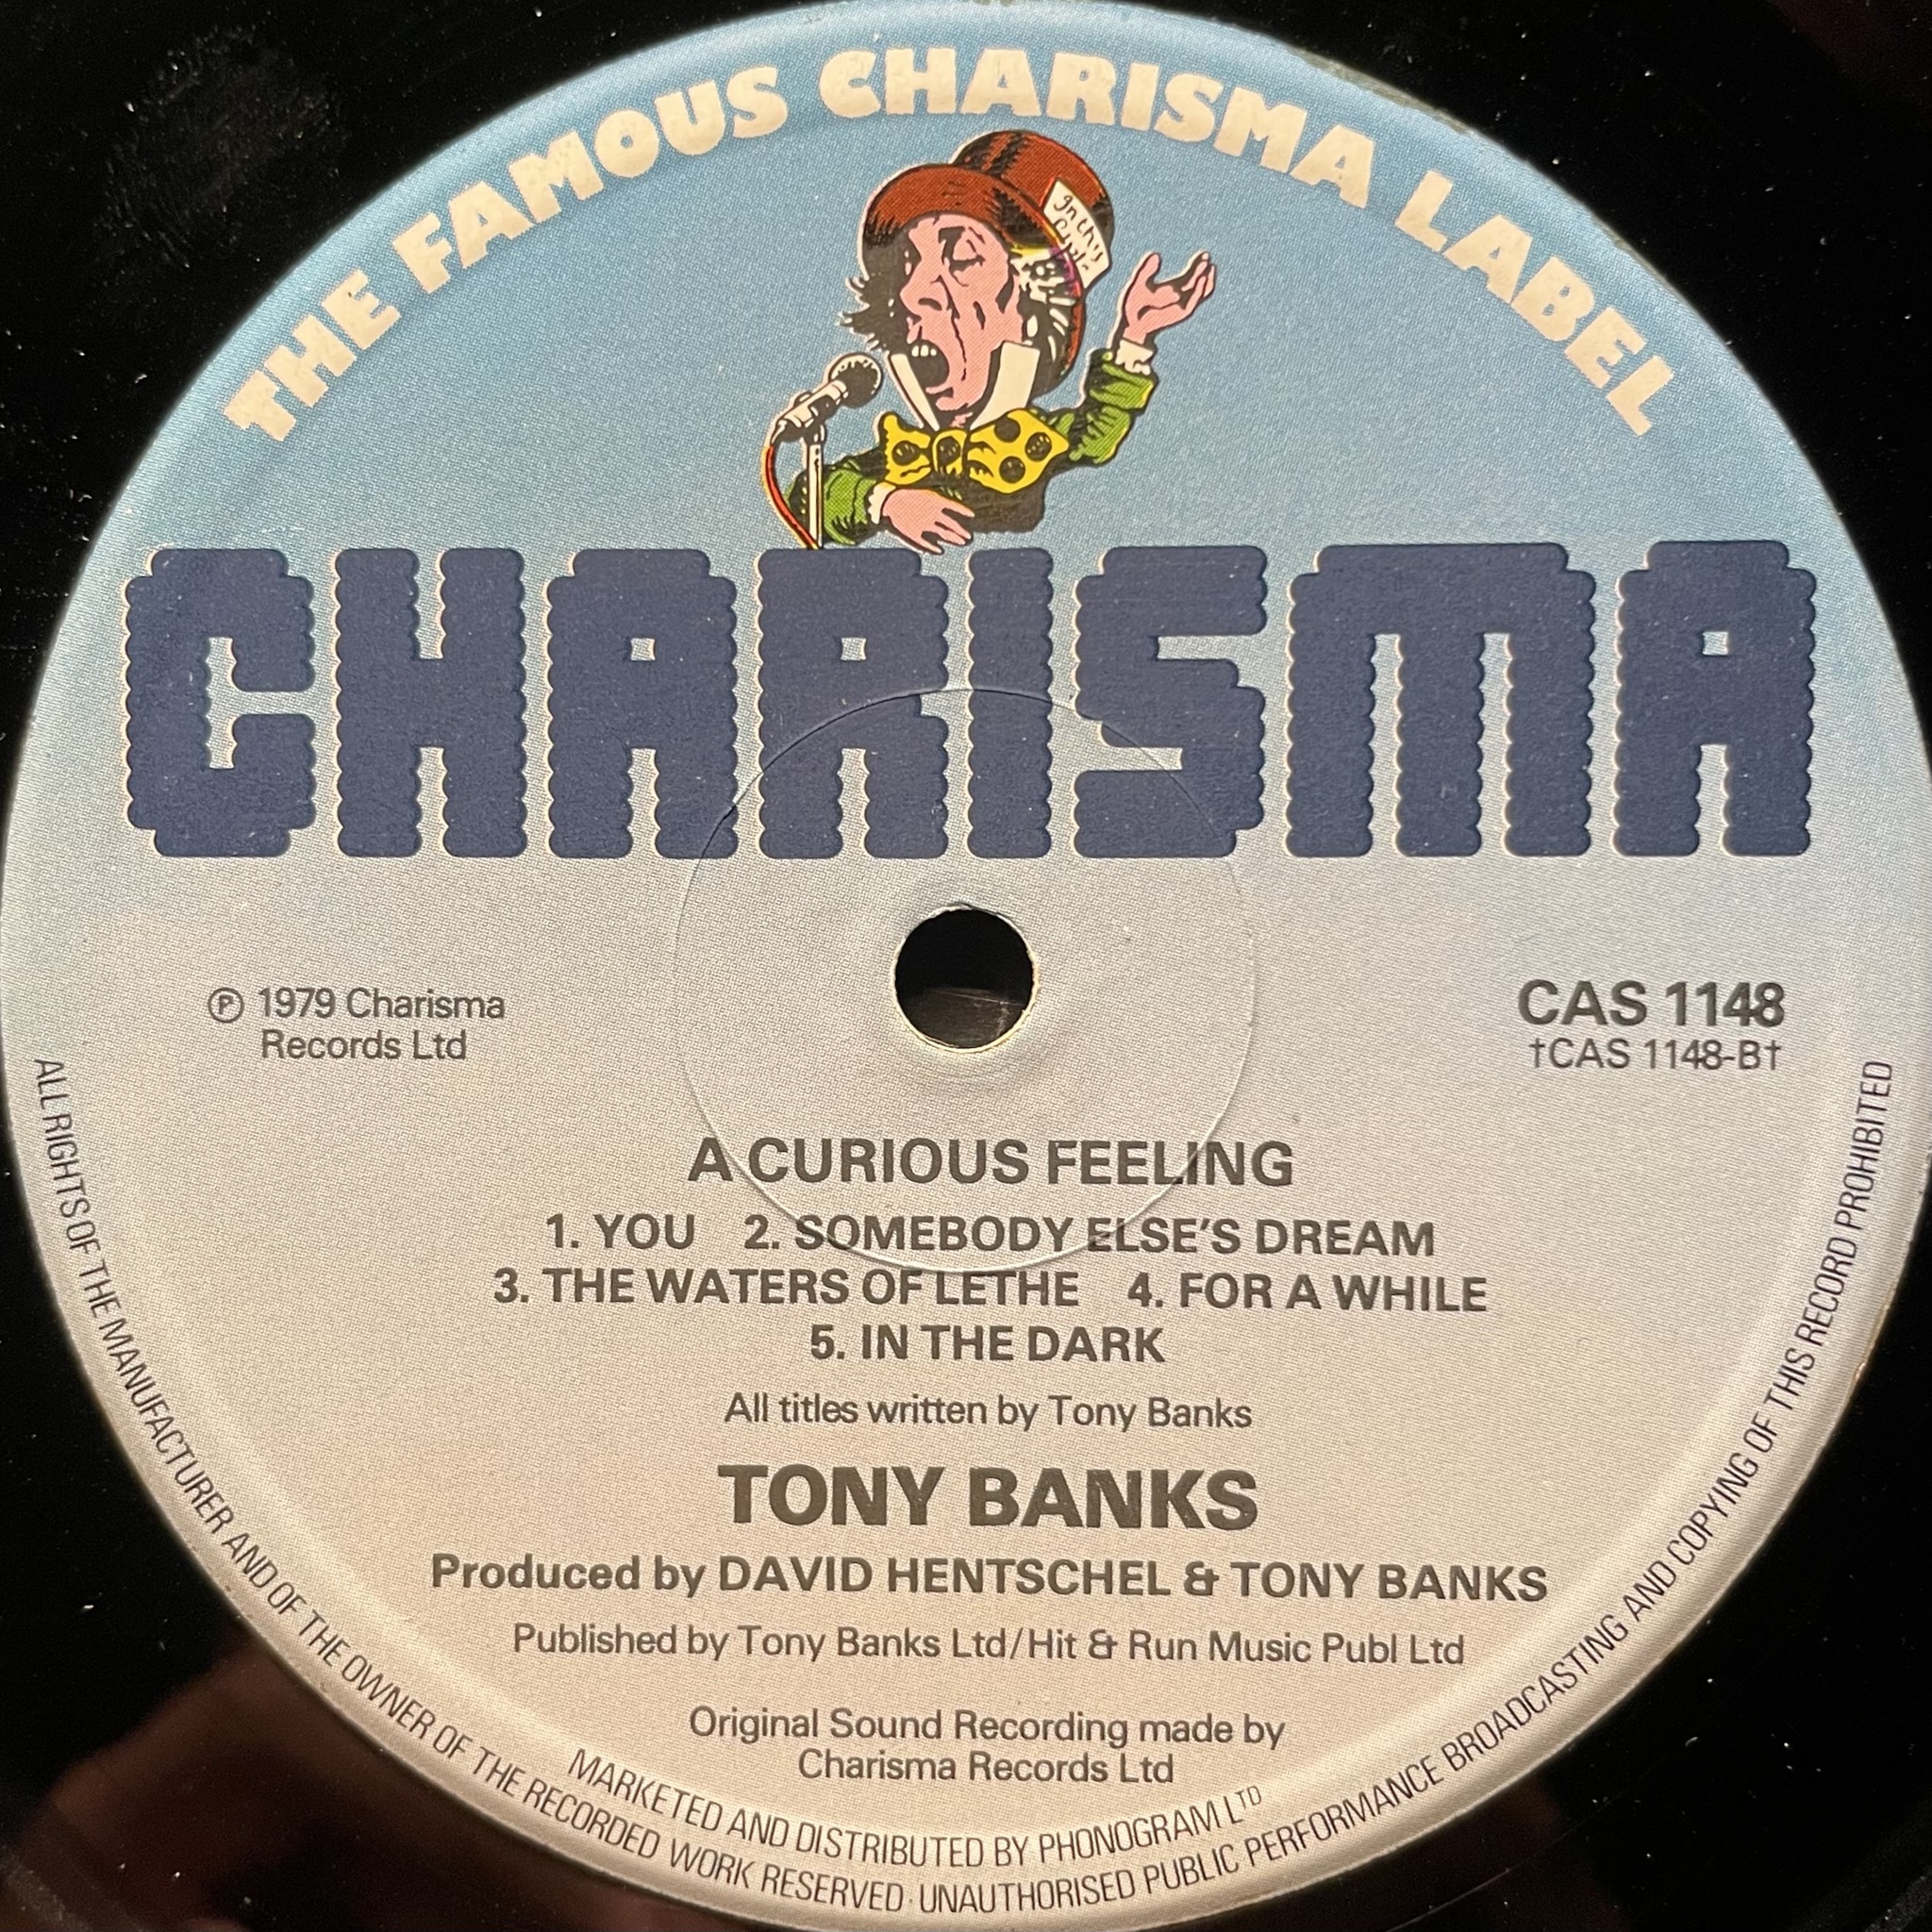 THE FAMOUS CHARISMA LABEL
In this
CHARISMA
℗ 1979 Charisma
Records Ltd
CAS 1148
†CAS 1148-B†
A CURIOUS FEELING
1. YOU 2. SOMEBODY ELSE'S DREAM
3. THE WATERS OF LETHE 4. FOR A WHILE
5. IN THE DARK
All titles written by Tony Banks
TONY BANKS
Produced by DAVID HENTSCHEL & TONY BANKS
Published by Tony Banks Ltd/Hit & Run Music Publ Ltd
Original Sound Recording made by
Charisma Records Ltd
MARKETED AND DISTRIBUTED BY PHONOGRAM LTD
ALL RIGHTS OF THE MANUFACTURER AND OF THE OWNER OF THE RECORDED WORK RESERVED · UNAUTHORISED PUBLIC PERFORMANCE BROADCASTING AND COPYING OF THIS RECORD PROHIBITED